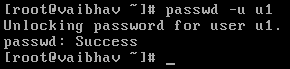 [root@vaibhav ~]# passwd -u u1
Unlocking password for user u1.
passwd: Success
[root@vaibhav ~]# _